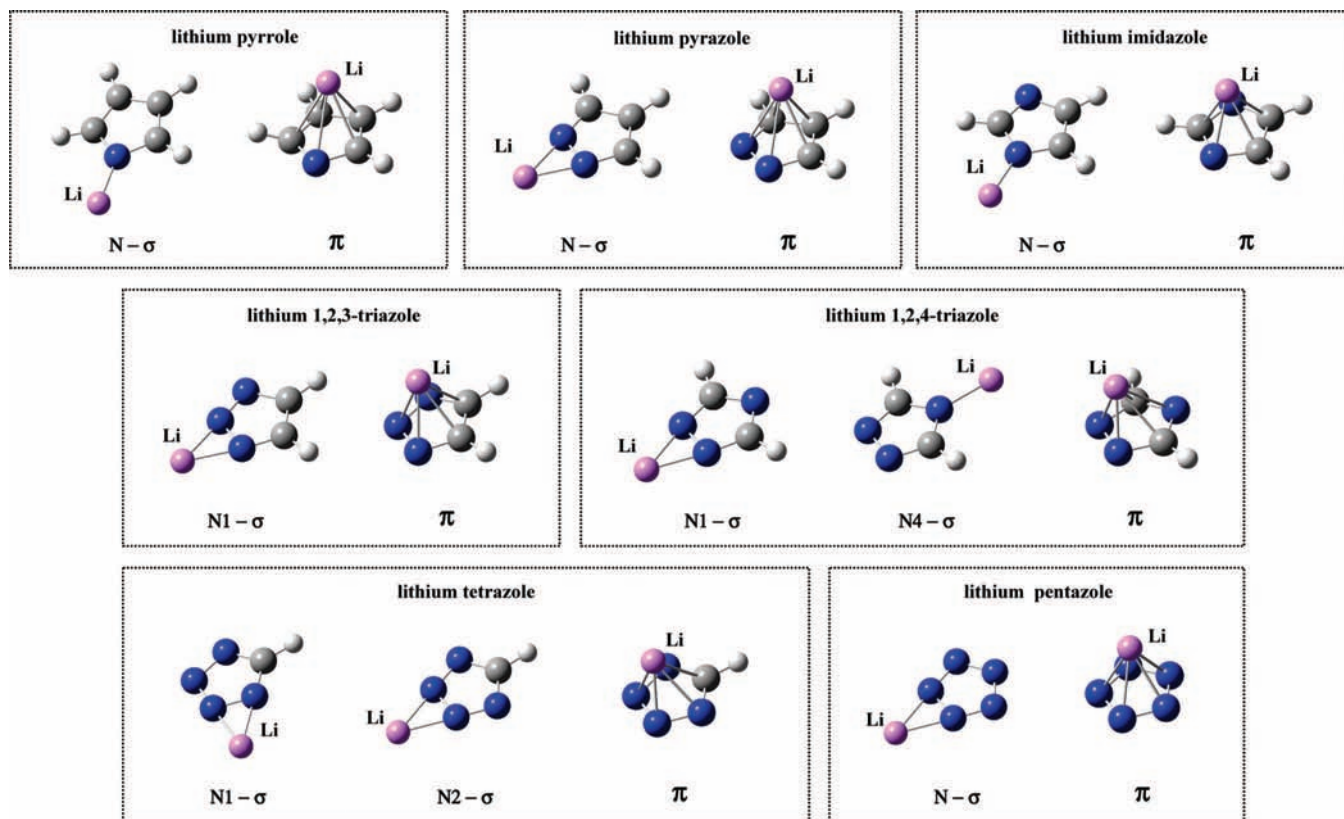 lithium pyrrole
Li
Li
N – σ
π
lithium pyrazole
Li
Li
N – σ
π
lithium imidazole
Li
Li
N – σ
π
lithium 1,2,3-triazole
Li
Li
N1 – σ
π
lithium 1,2,4-triazole
Li
Li
Li
N1 – σ
N4 – σ
π
lithium tetrazole
Li
Li
Li
N1 – σ
N2 – σ
π
lithium pentazole
Li
Li
N – σ
π